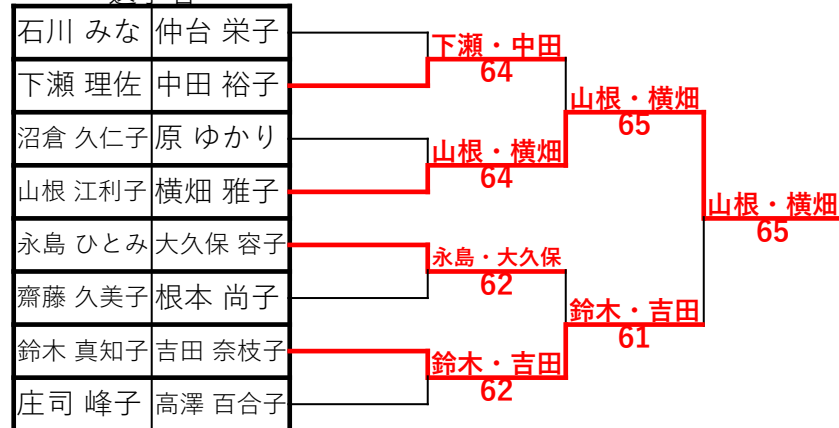 石川 みな 仲台 栄子
下瀬・中田
64
下瀬 理佐 中田 裕子
山根・横畑
65
沼倉 久仁子 原 ゆかり
山根・横畑
64
山根 江利子 横畑 雅子
山根・横畑
65
永島 ひとみ 大久保 容子
永島・大久保
62
齋藤 久美子 根本 尚子
鈴木・吉田
61
鈴木 真知子 吉田 奈枝子
鈴木・吉田
62
庄司 峰子 高澤 百合子